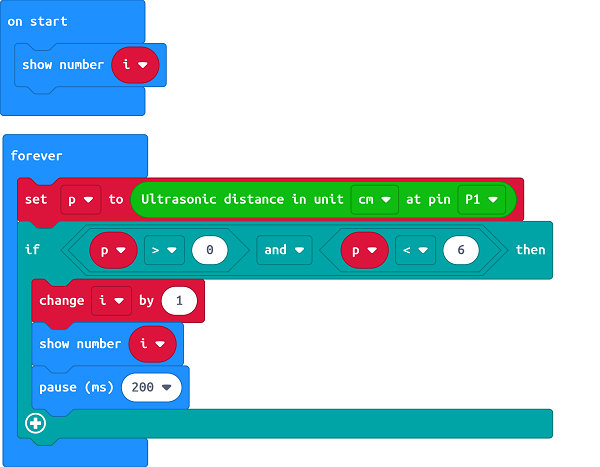 on start
show number i
forever
set p to Ultrasonic distance in unit cm at pin P1
if p > 0 and p < 6 then
change i by 1
show number i
pause (ms) 200